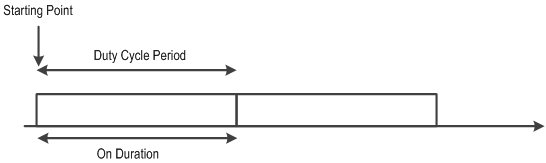 Starting Point
Duty Cycle Period
On Duration